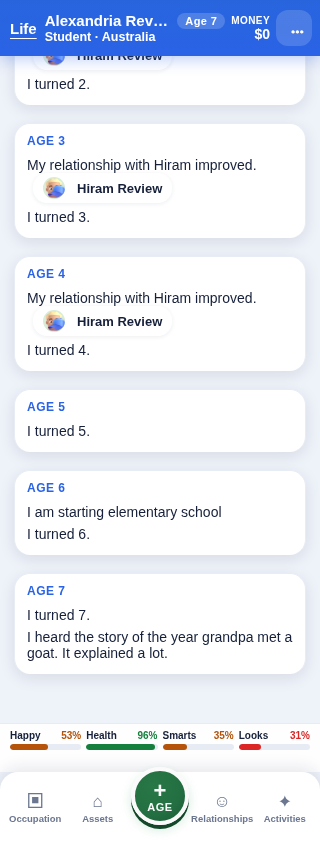 Life
Alexandria Rev...
Age 7
Student · Australia
MONEY
$0
Hiram Review
I turned 2.
AGE 3
My relationship with Hiram improved.
Hiram Review
I turned 3.
AGE 4
My relationship with Hiram improved.
Hiram Review
I turned 4.
AGE 5
I turned 5.
AGE 6
I am starting elementary school
I turned 6.
AGE 7
I turned 7.
I heard the story of the year grandpa met a
goat. It explained a lot.
Happy 53% Health 96% Smarts 35% Looks 31%
+
AGE
Occupation Assets Relationships Activities